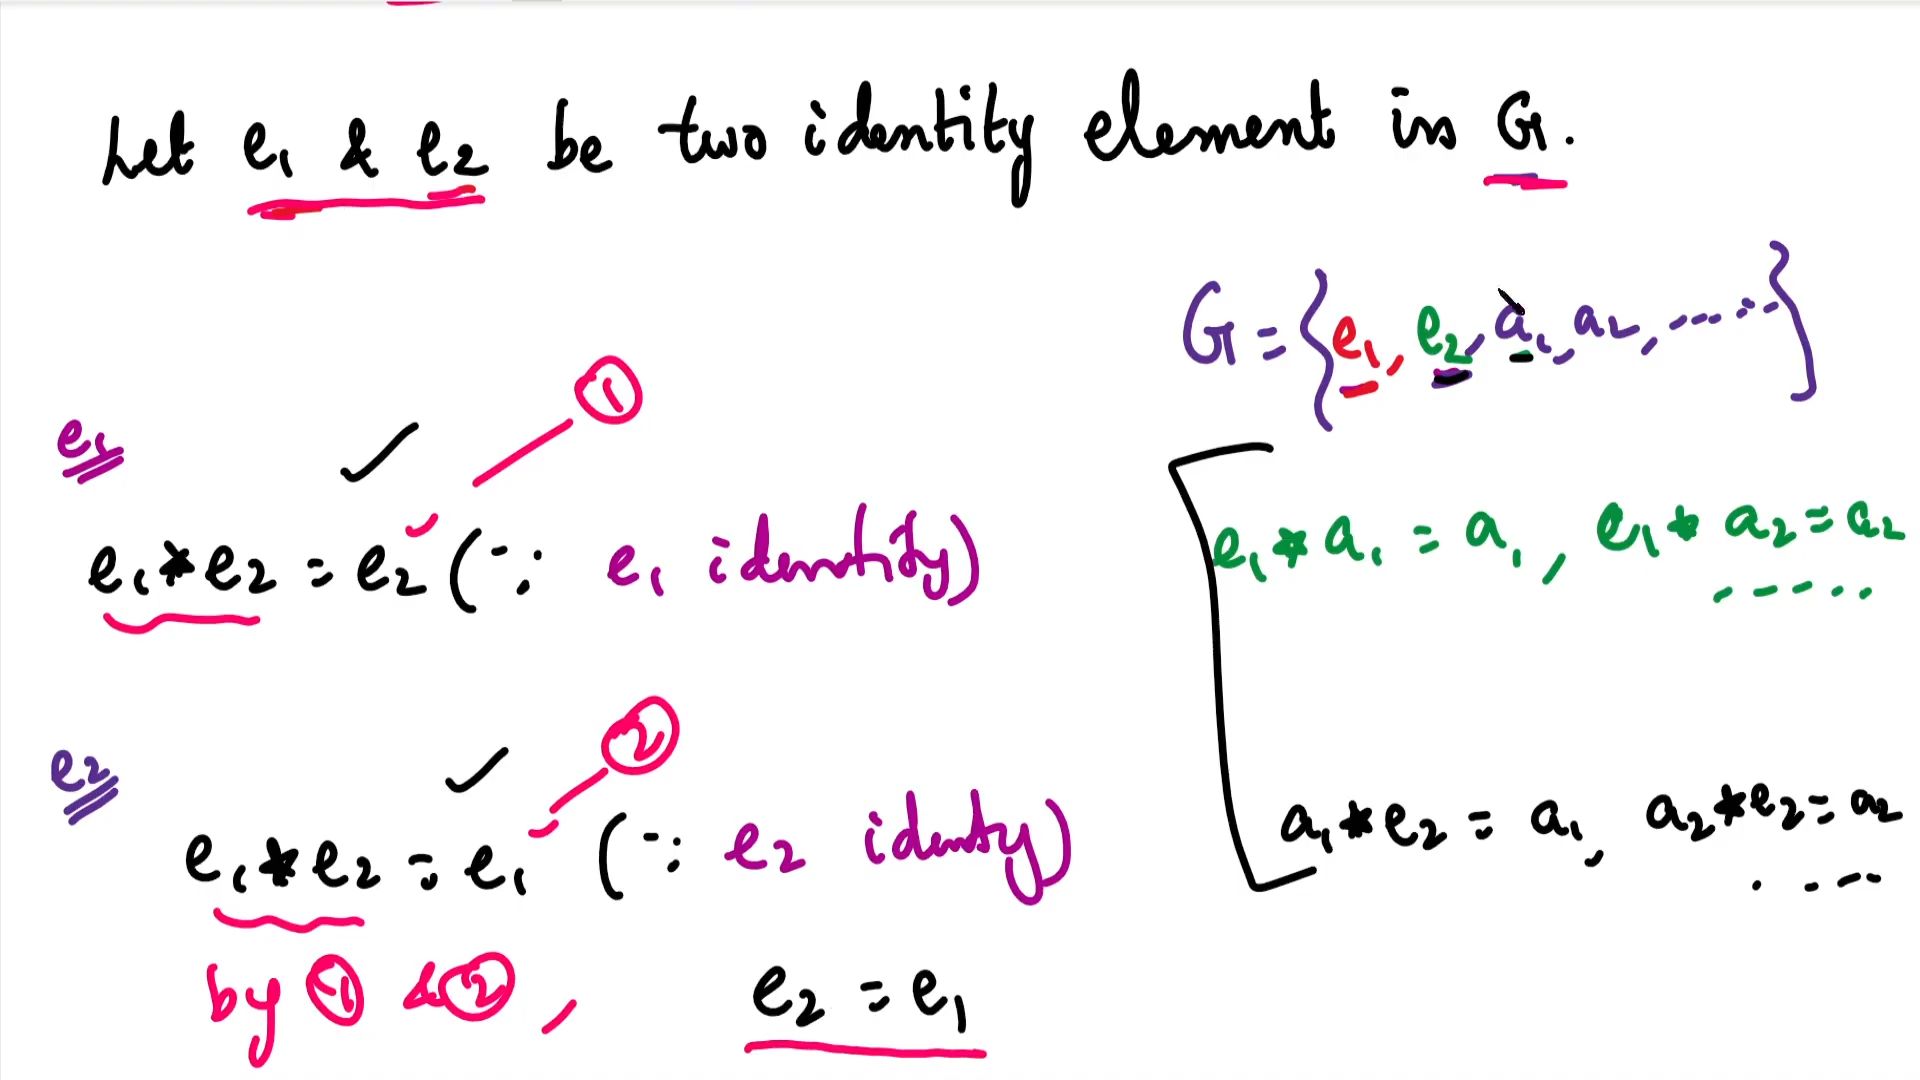 Let e₁ & e₂ be two identity element in G.
G = {e₁, e₂, a₁, a₂, ......}
e₁
①
e₁ * e₂ = e₂ (∵ e₁ identity)
e₁ * a₁ = a₁, e₁ * a₂ = a₂
.....
e₂
②
e₁ * e₂ = e₁ (∵ e₂ identy)
a₁ * e₂ = a₁, a₂ * e₂ = a₂
....
by ① & ②, e₂ = e₁